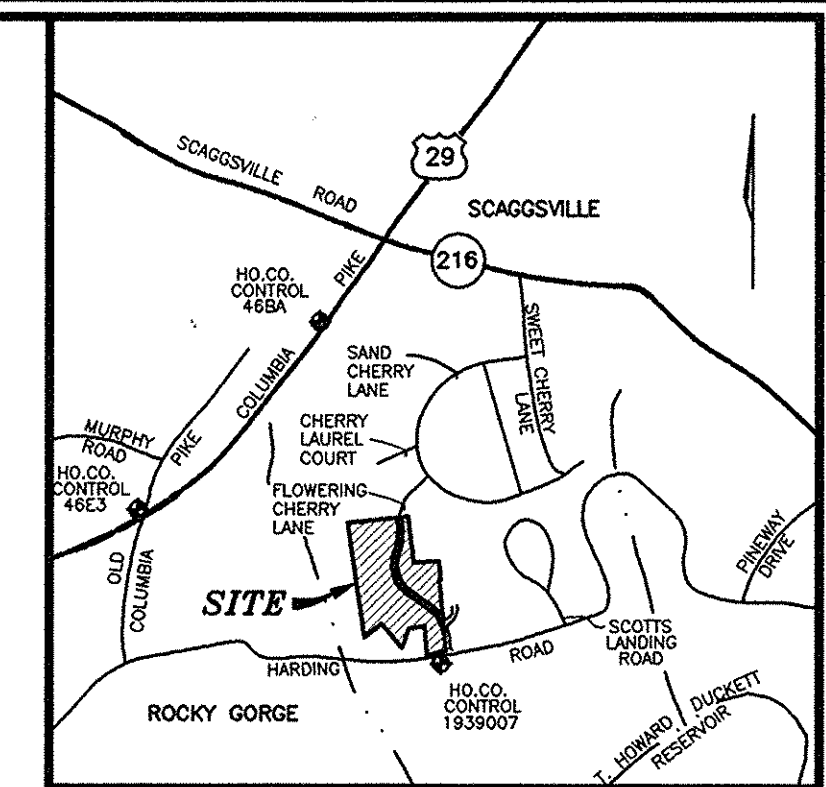 SCAGGSVILLE
ROAD
29
SCAGGSVILLE
216
HO.CO.
CONTROL
46BA
COLUMBIA
PIKE
SAND
CHERRY
LANE
SWEET CHERRY
LANE
CHERRY
LAUREL
COURT
MURPHY
ROAD
PIKE
HO.CO.
CONTROL
46E3
FLOWERING
CHERRY
LANE
OLD
COLUMBIA
PINEWAY
DRIVE
SITE
SCOTTS
LANDING
ROAD
HARDING
ROAD
HO.CO.
CONTROL
1939007
ROCKY GORGE
T. HOWARD DUCKETT
RESERVOIR